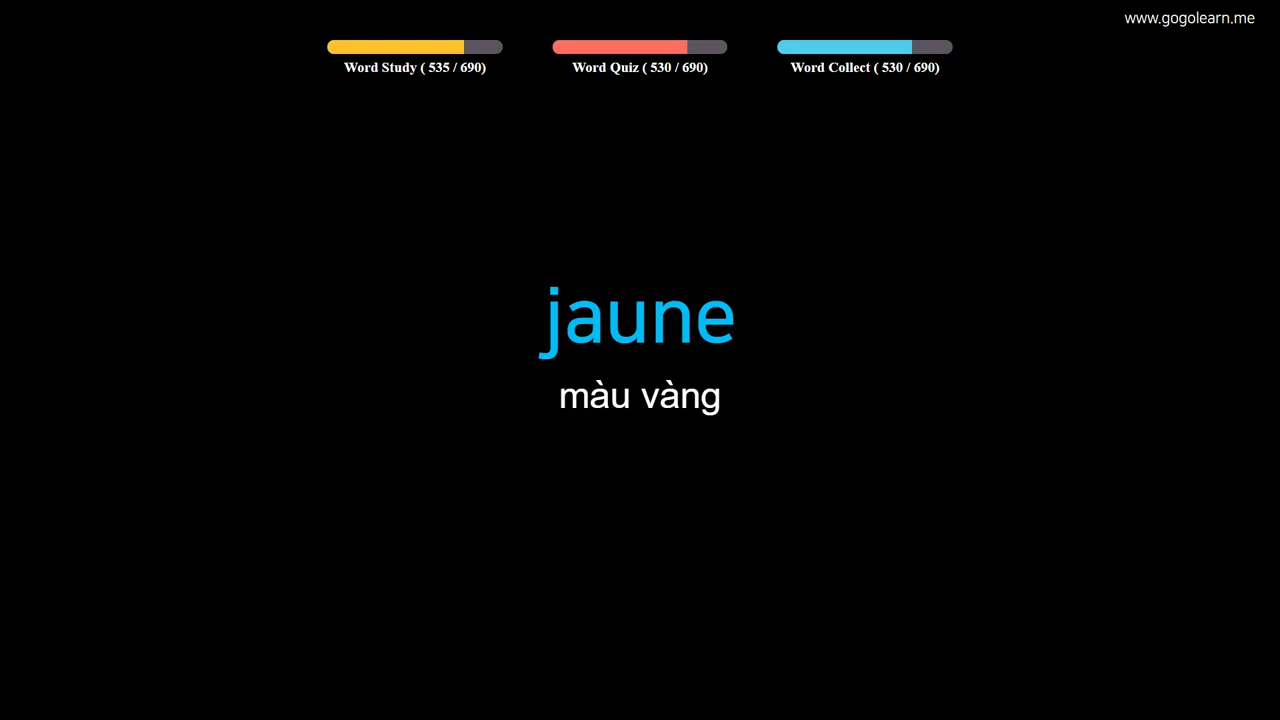 www.gogolearn.me
Word Study ( 535 / 690)
Word Quiz ( 530 / 690)
Word Collect ( 530 / 690)
jaune
màu vàng